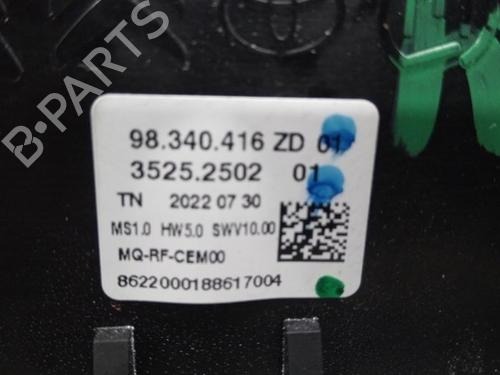 B-PARTS
98.340.416 ZD 01
3525.2502 01
TN 2022 07 30
MS1.0 HW5.0 SWV10.00
MQ-RF-CEM00
8622000188617004